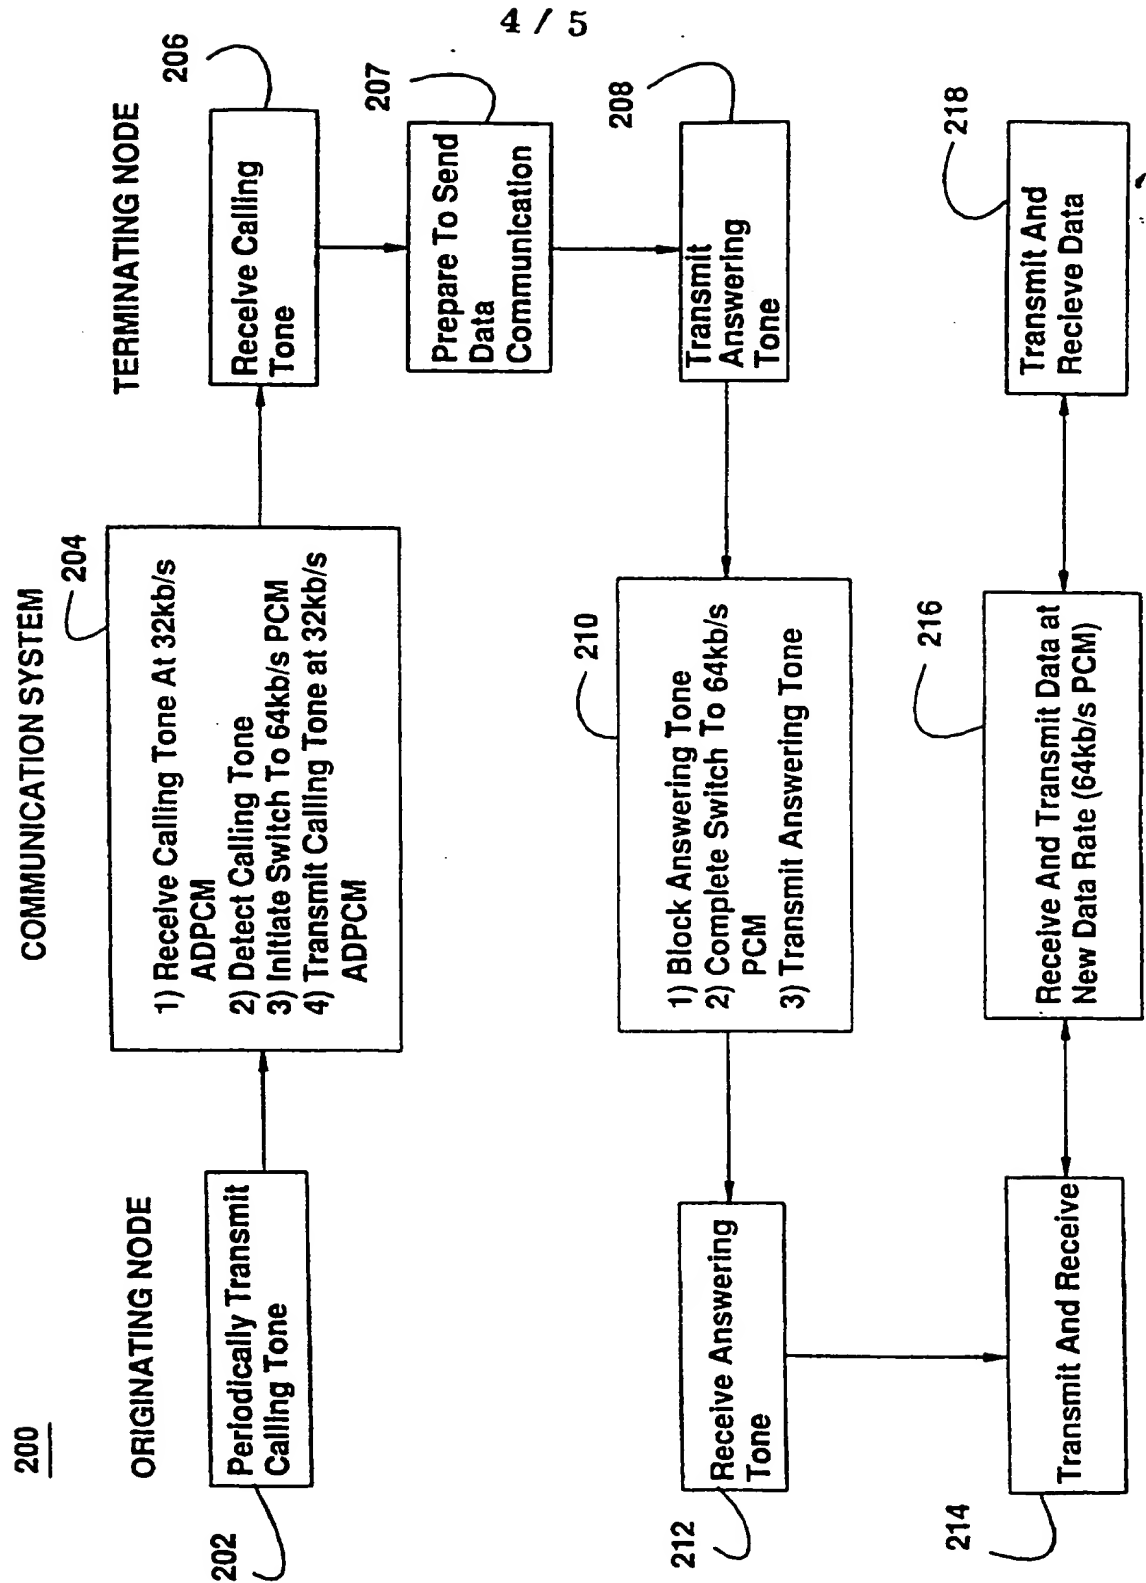 4 / 5
200
ORIGINATING NODE
COMMUNICATION SYSTEM
TERMINATING NODE
202
Periodically Transmit
Calling Tone
204
1) Receive Calling Tone At 32kb/s
ADPCM
2) Detect Calling Tone
3) Initiate Switch To 64kb/s PCM
4) Transmit Calling Tone at 32kb/s
ADPCM
206
Receive Calling
Tone
207
Prepare To Send
Data
Communication
208
Transmit
Answering
Tone
210
1) Block Answering Tone
2) Complete Switch To 64kb/s
PCM
3) Transmit Answering Tone
212
Receive Answering
Tone
214
Transmit And Receive
216
Receive And Transmit Data at
New Data Rate (64kb/s PCM)
218
Transmit And
Recieve Data